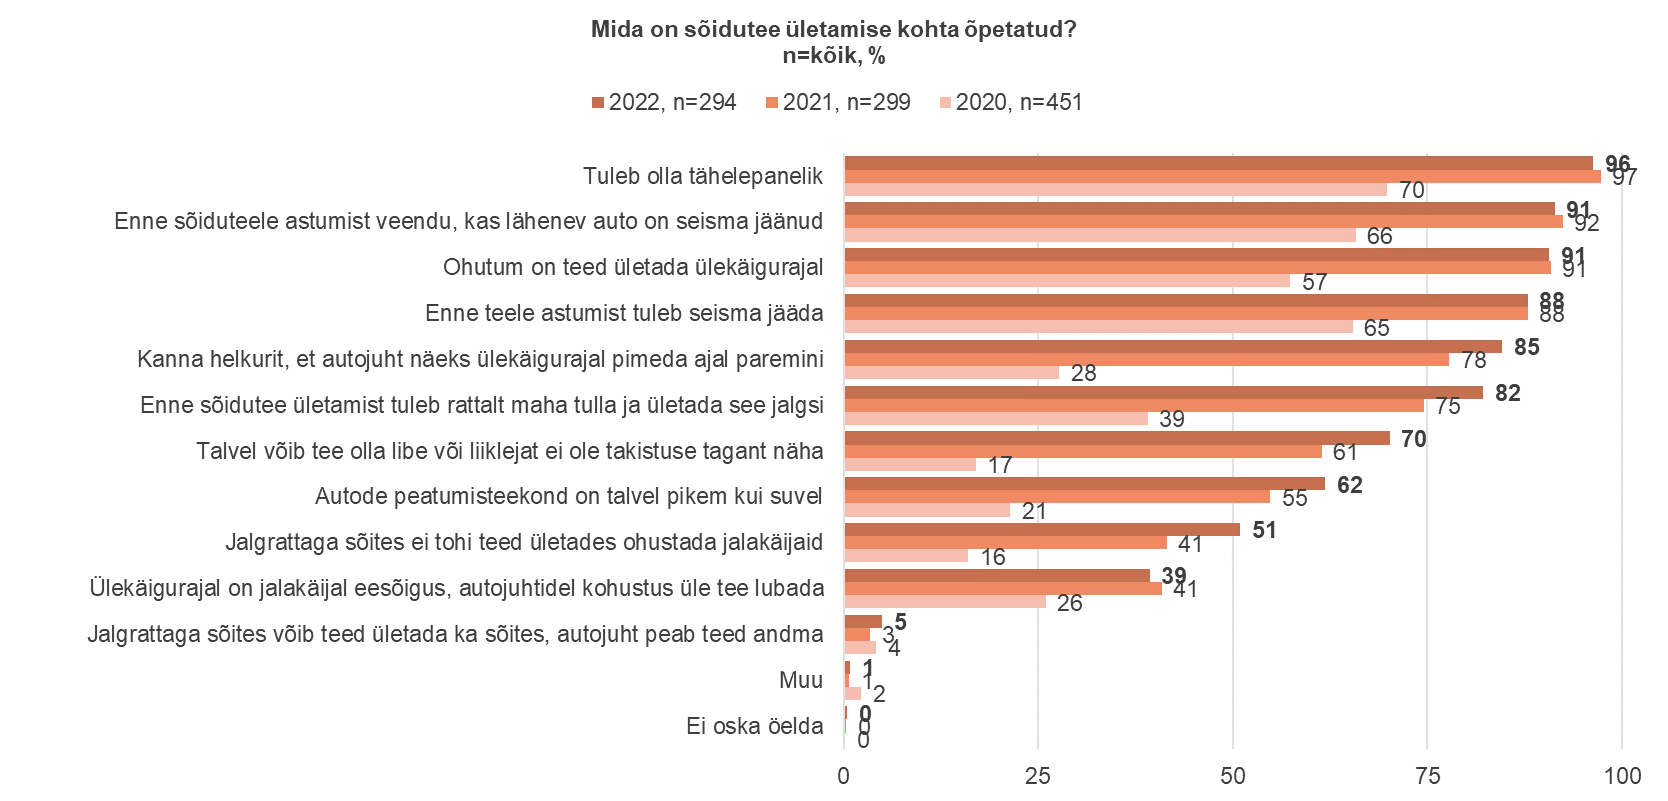 Mida on sõidutee ületamise kohta õpetatud?
n=kõik, %
2022, n=294 2021, n=299 2020, n=451
Tuleb olla tähelepanelik 96 97 70
Enne sõiduteele astumist veendu, kas lähenev auto on seisma jäänud 91 92 66
Ohutum on teed ületada ülekäigurajal 91 91 57
Enne teele astumist tuleb seisma jääda 88 88 65
Kanna helkurit, et autojuht näeks ülekäigurajal pimeda ajal paremini 85 78 28
Enne sõidutee ületamist tuleb rattalt maha tulla ja ületada see jalgsi 82 75 39
Talvel võib tee olla libe või liiklejat ei ole takistuse tagant näha 70 61 17
Autode peatumisteekond on talvel pikem kui suvel 62 55 21
Jalgrattaga sõites ei tohi teed ületades ohustada jalakäijaid 51 41 16
Ülekäigurajal on jalakäijal eesõigus, autojuhtidel kohustus üle tee lubada 39 41 26
Jalgrattaga sõites võib teed ületada ka sõites, autojuht peab teed andma 5 3 4
Muu 1 1 2
Ei oska öelda 0 0 0
0 25 50 75 100